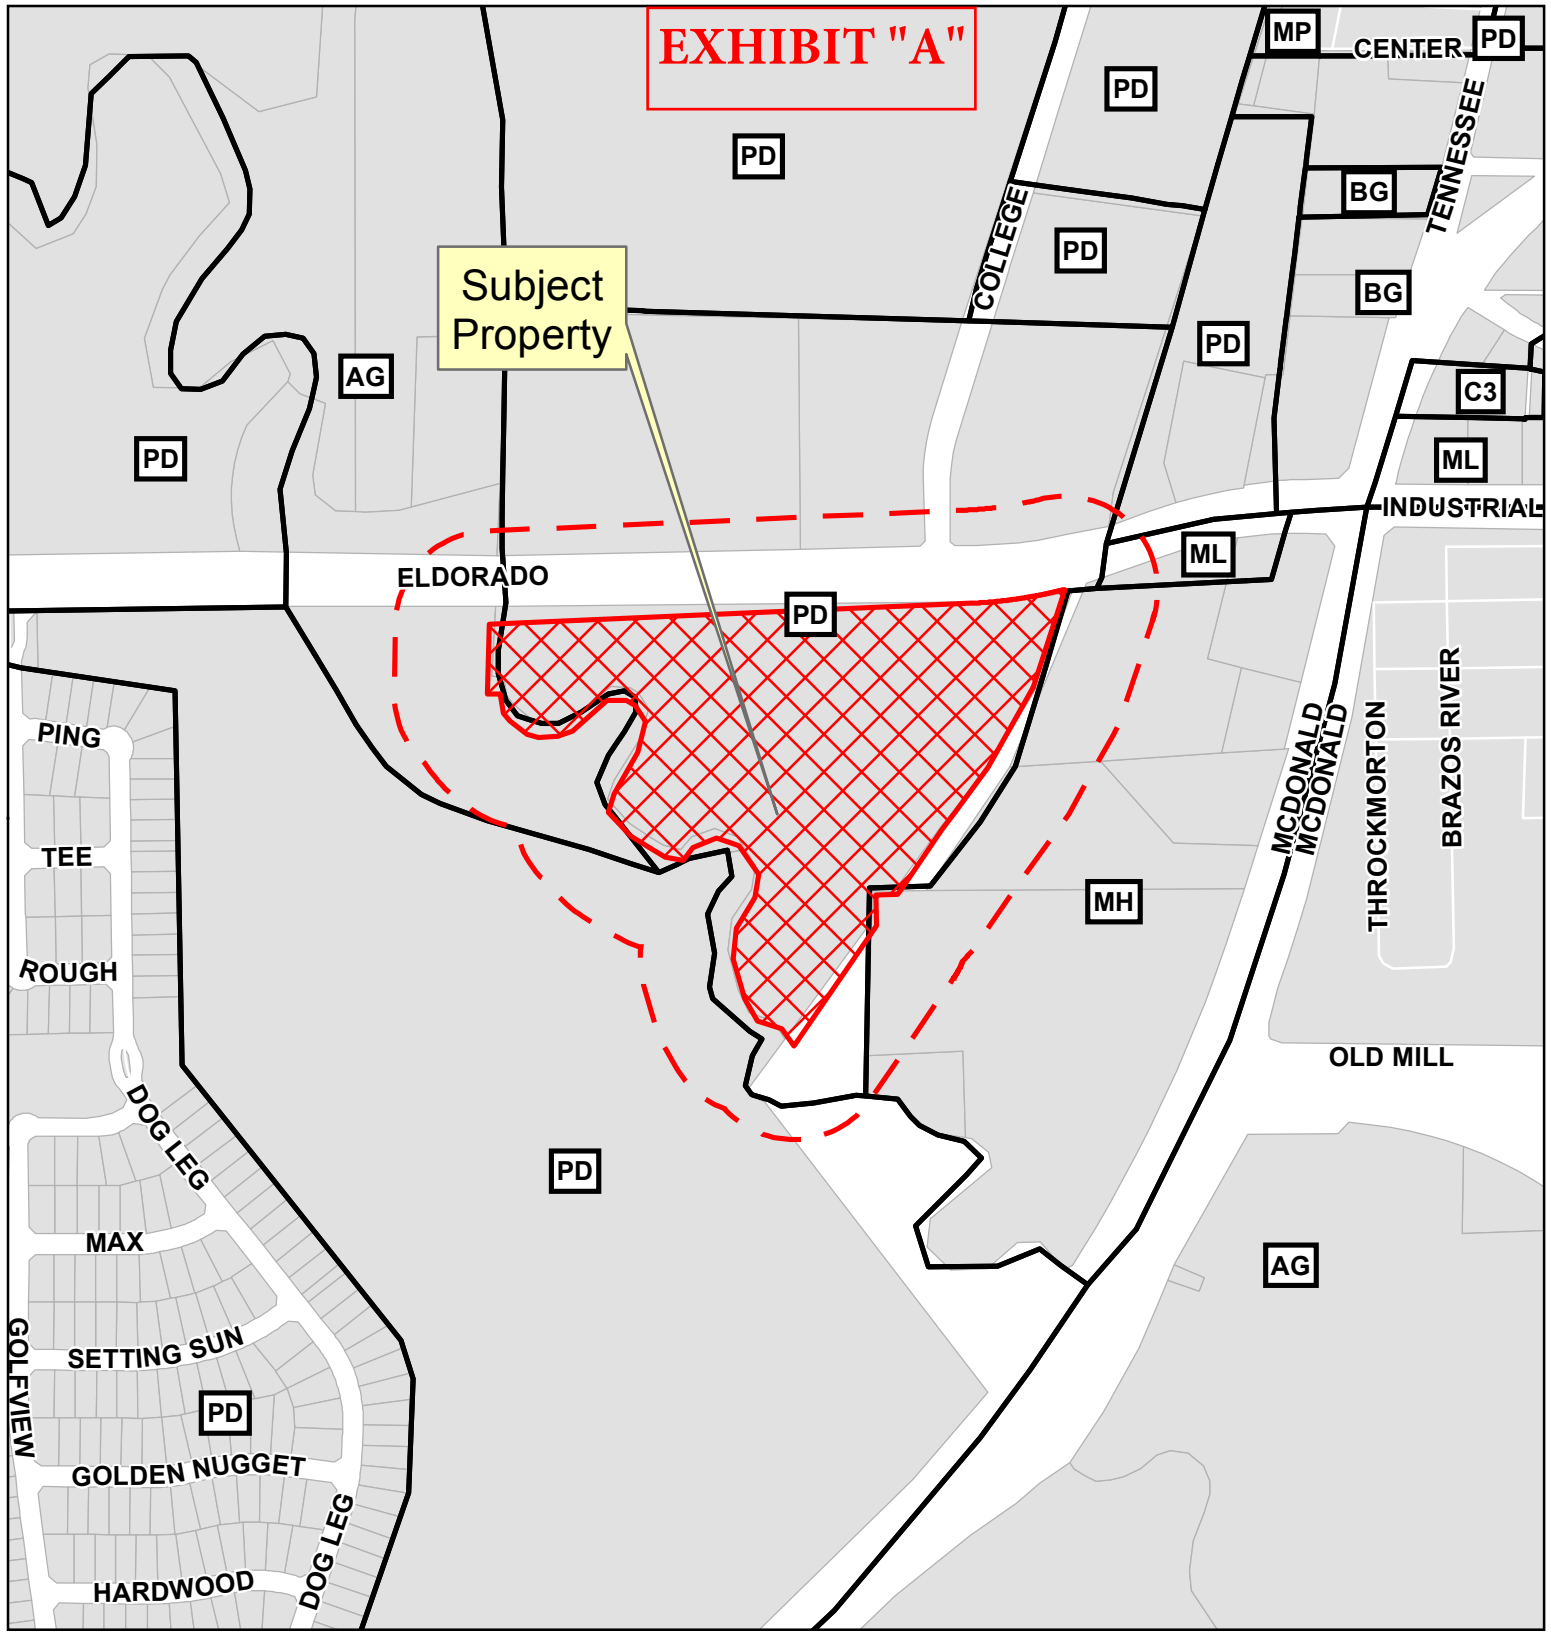 EXHIBIT "A"
MP
CENTER
PD
PD
PD
TENNESSEE
BG
COLLEGE
PD
BG
Subject
Property
PD
AG
C3
PD
ML
INDUSTRIAL
ML
ELDORADO
PD
PING
MCDONALD
MCDONALD
THROCKMORTON
BRAZOS RIVER
TEE
MH
ROUGH
OLD MILL
DOG LEG
PD
MAX
AG
GOLFVIEW
SETTING SUN
PD
GOLDEN NUGGET
DOG LEG
HARDWOOD